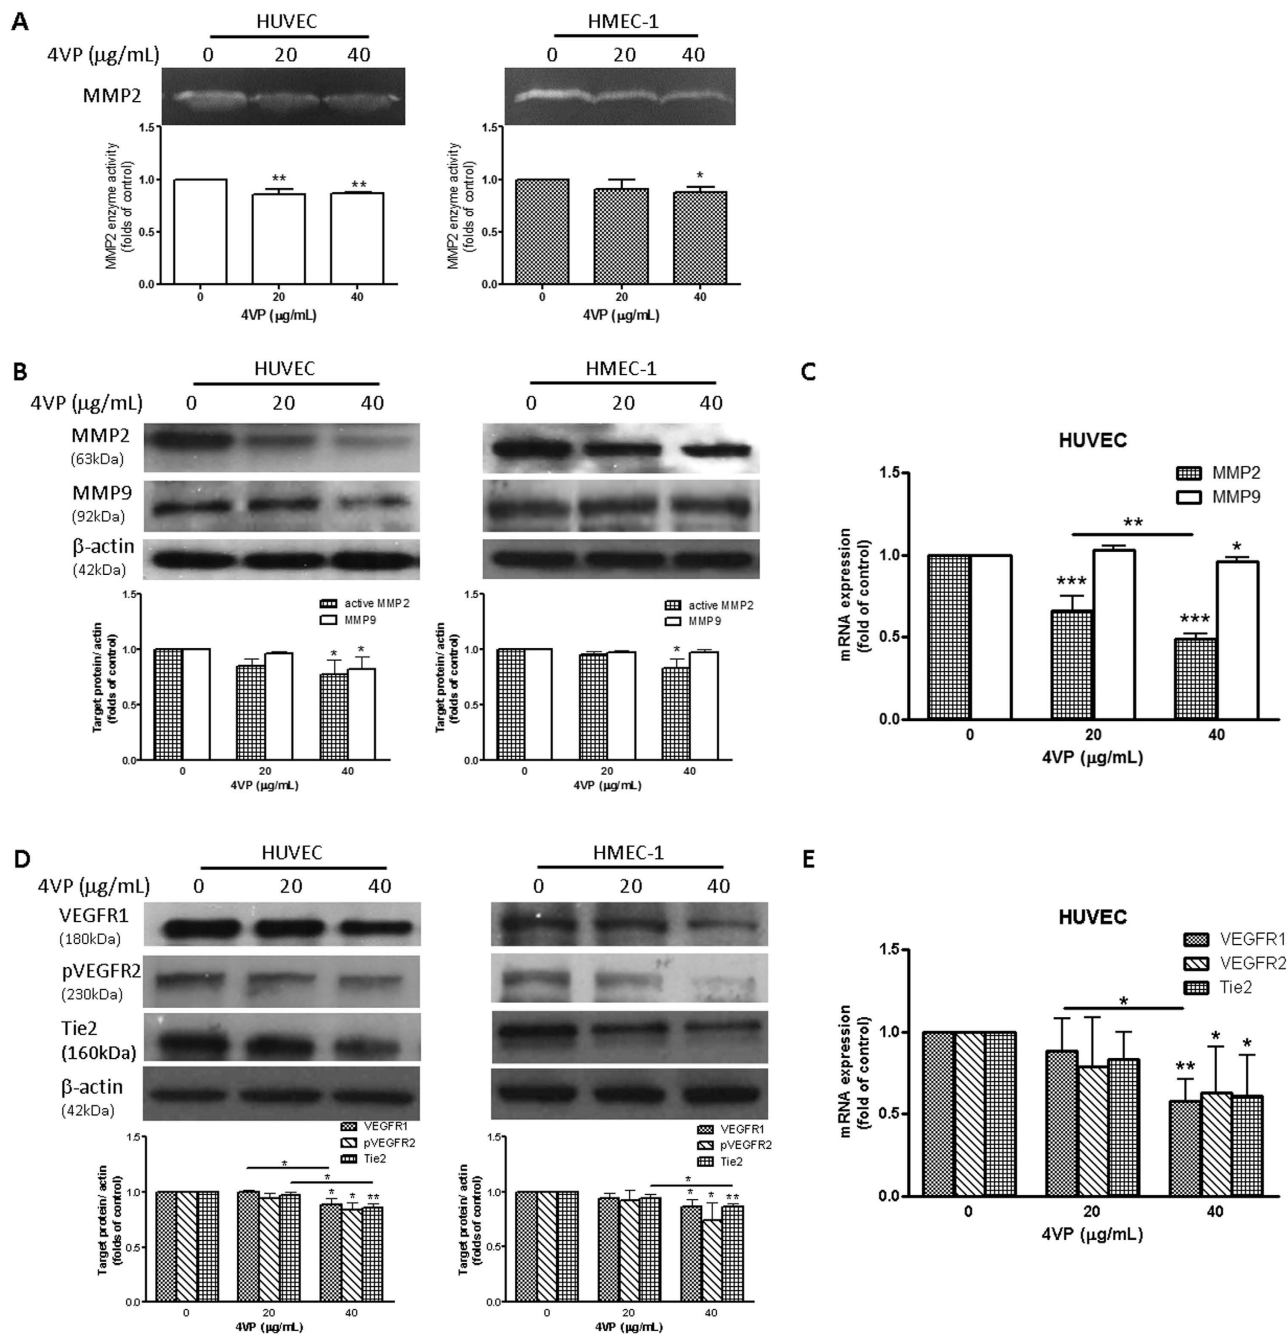 A
HUVEC
HMEC-1
4VP (μg/mL) 0 20 40 0 20 40
MMP2
1.5
1.0
0.5
0.0
MMP2 enzyme activity
(folds of control)
** **
0 20 40
4VP (μg/mL)
1.5
1.0
0.5
0.0
MMP2 enzyme activity
(folds of control)
*
0 20 40
4VP (μg/mL)
B
HUVEC
HMEC-1
4VP (μg/mL) 0 20 40 0 20 40
MMP2
(63kDa)
MMP9
(92kDa)
β-actin
(42kDa)
1.5
1.0
0.5
0.0
Target protein/ actin
(folds of control)
active MMP2
MMP9
* *
0 20 40
4VP (μg/mL)
1.5
1.0
0.5
0.0
Target protein/ actin
(folds of control)
active MMP2
MMP9
*
0 20 40
4VP (μg/mL)
C
HUVEC
MMP2
MMP9
1.5
1.0
0.5
0.0
mRNA expression
(fold of control)
**
*** *** *
0 20 40
4VP (μg/mL)
D
HUVEC
HMEC-1
4VP (μg/mL) 0 20 40 0 20 40
VEGFR1
(180kDa)
pVEGFR2
(230kDa)
Tie2
(160kDa)
β-actin
(42kDa)
1.5
1.0
0.5
0.0
Target protein/ actin
(folds of control)
VEGFR1
pVEGFR2
Tie2
*
*
* * **
0 20 40
4VP (μg/mL)
1.5
1.0
0.5
0.0
Target protein/ actin
(folds of control)
VEGFR1
pVEGFR2
Tie2
*
* * **
0 20 40
4VP (μg/mL)
E
HUVEC
VEGFR1
VEGFR2
Tie2
1.5
1.0
0.5
0.0
mRNA expression
(fold of control)
*
** * *
0 20 40
4VP (μg/mL)